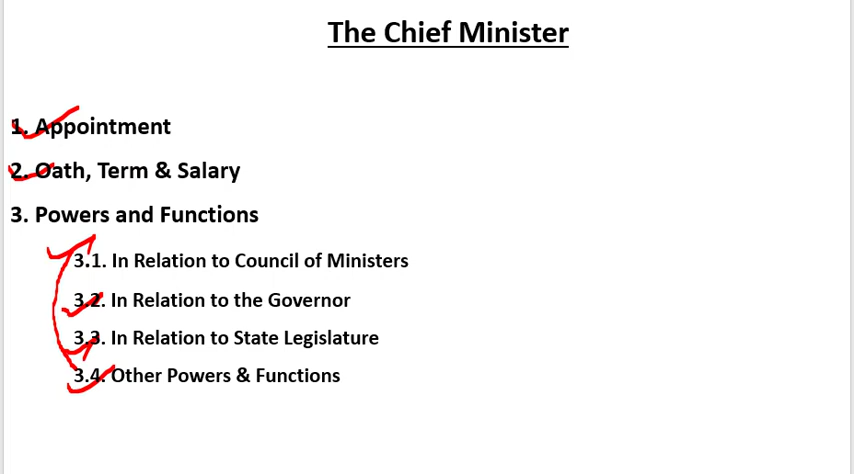 The Chief Minister
1. Appointment
2. Oath, Term & Salary
3. Powers and Functions
3.1. In Relation to Council of Ministers
3.2. In Relation to the Governor
3.3. In Relation to State Legislature
3.4. Other Powers & Functions